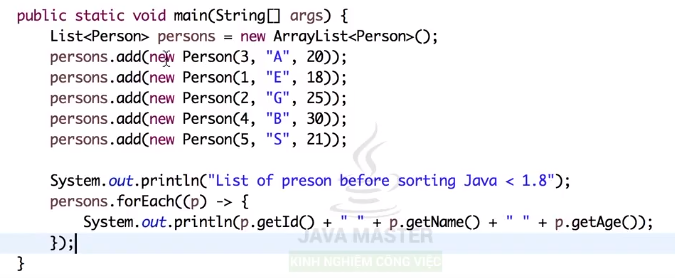 public static void main(String[] args) {
List<Person> persons = new ArrayList<Person>();
persons.add(new Person(3, "A", 20));
persons.add(new Person(1, "E", 18));
persons.add(new Person(2, "G", 25));
persons.add(new Person(4, "B", 30));
persons.add(new Person(5, "S", 21));
System.out.println("List of preson before sorting Java < 1.8");
persons.forEach((p) -> {
System.out.println(p.getId() + " " + p.getName() + " " + p.getAge());
});
JAVA MASTER
KINH NGHIỆM CÔNG VIỆC
}